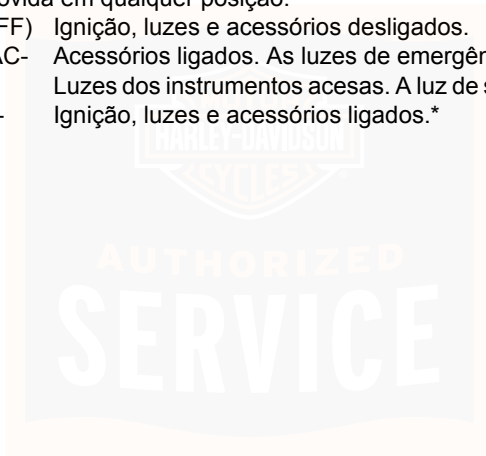 ovida em qualquer posição.
FF) Ignição, luzes e acessórios desligados.
AC- Acessórios ligados. As luzes de emergên
Luzes dos instrumentos acesas. A luz de s
- Ignição, luzes e acessórios ligados.*
HARLEY-DAVIDSON
CYCLES
AUTHORIZED
SERVICE